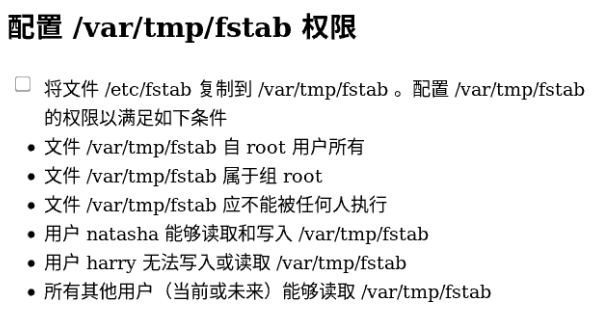 配置 /var/tmp/fstab 权限
将文件 /etc/fstab 复制到 /var/tmp/fstab 。配置 /var/tmp/fstab
的权限以满足如下条件
文件 /var/tmp/fstab 自 root 用户所有
文件 /var/tmp/fstab 属于组 root
文件 /var/tmp/fstab 应不能被任何人执行
用户 natasha 能够读取和写入 /var/tmp/fstab
用户 harry 无法写入或读取 /var/tmp/fstab
所有其他用户（当前或未来）能够读取 /var/tmp/fstab